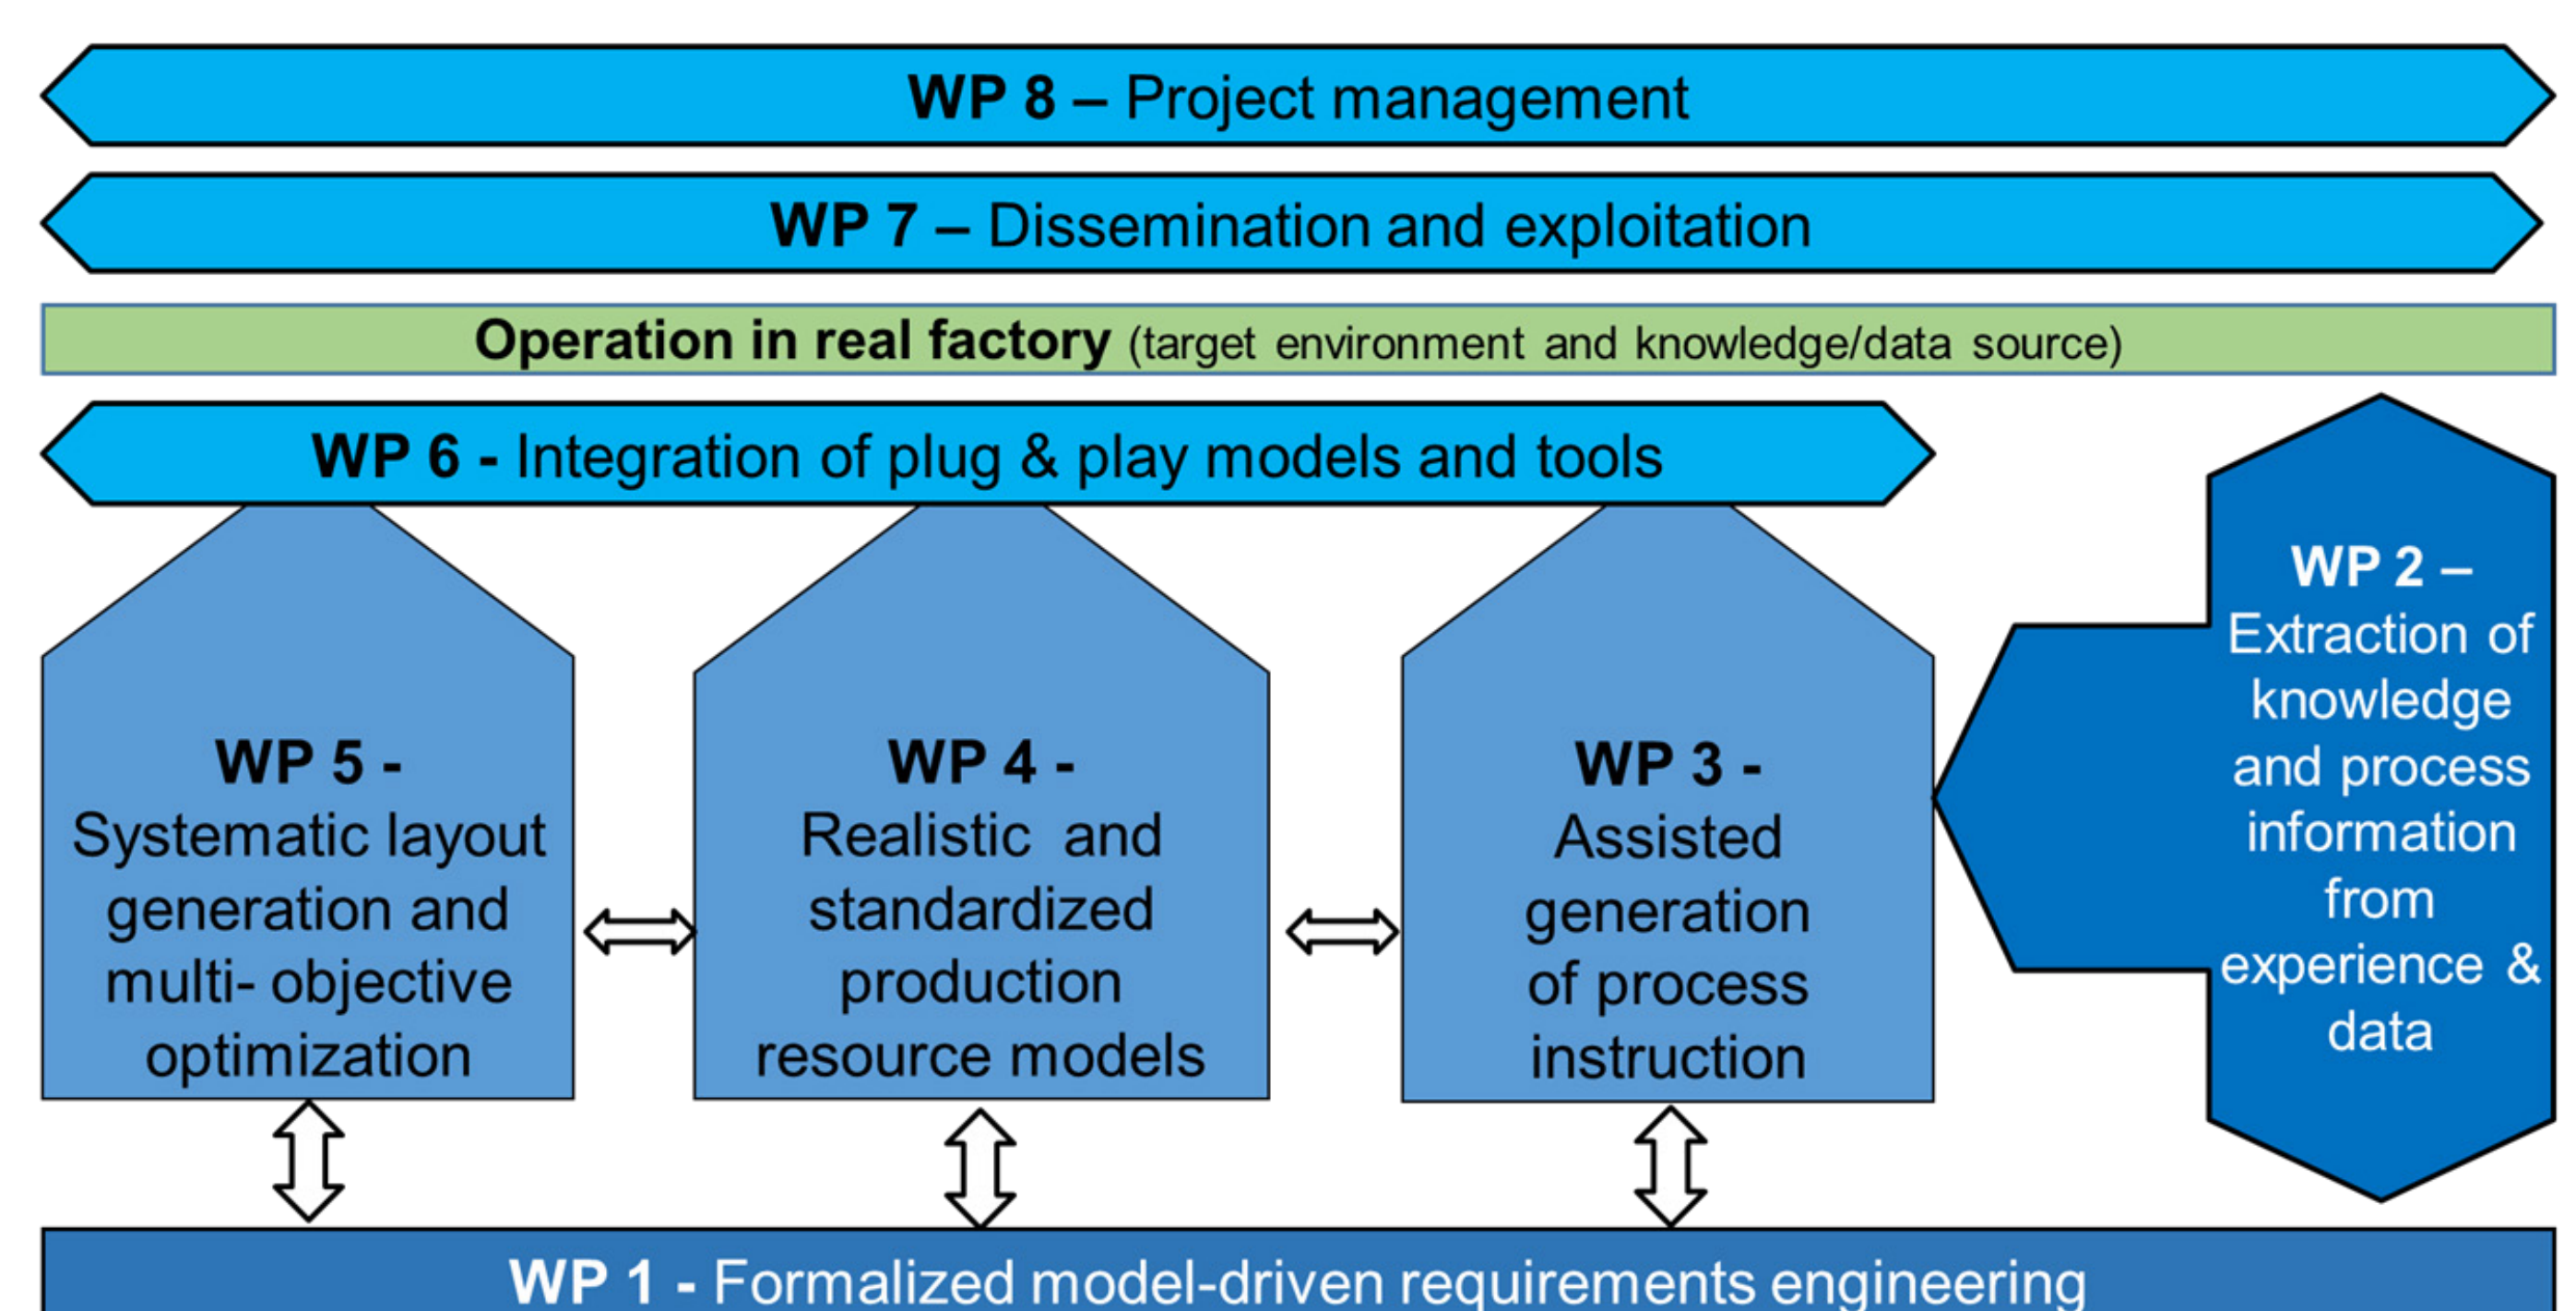 WP 8 – Project management
WP 7 – Dissemination and exploitation
Operation in real factory (target environment and knowledge/data source)
WP 6 - Integration of plug & play models and tools
WP 5 -
Systematic layout
generation and
multi- objective
optimization
WP 4 -
Realistic and
standardized
production
resource models
WP 3 -
Assisted
generation
of process
instruction
WP 2 –
Extraction of
knowledge
and process
information
from
experience &
data
WP 1 - Formalized model-driven requirements engineering